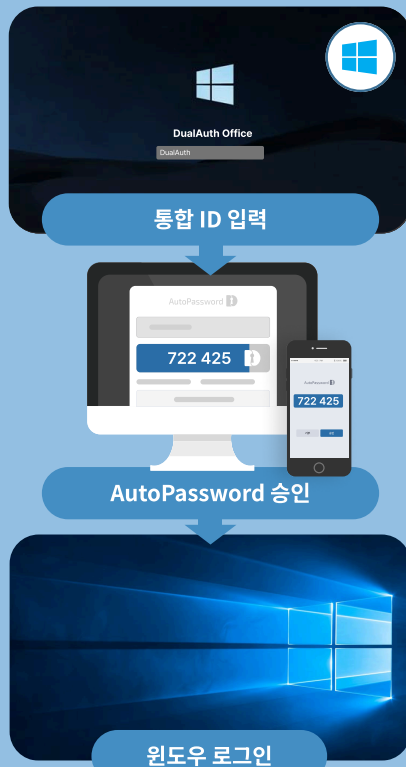 DualAuth Office
DualAuth
통합 ID 입력
AutoPassword
722 425
AutoPassword
722 425
AutoPassword 승인
윈도우 로그인